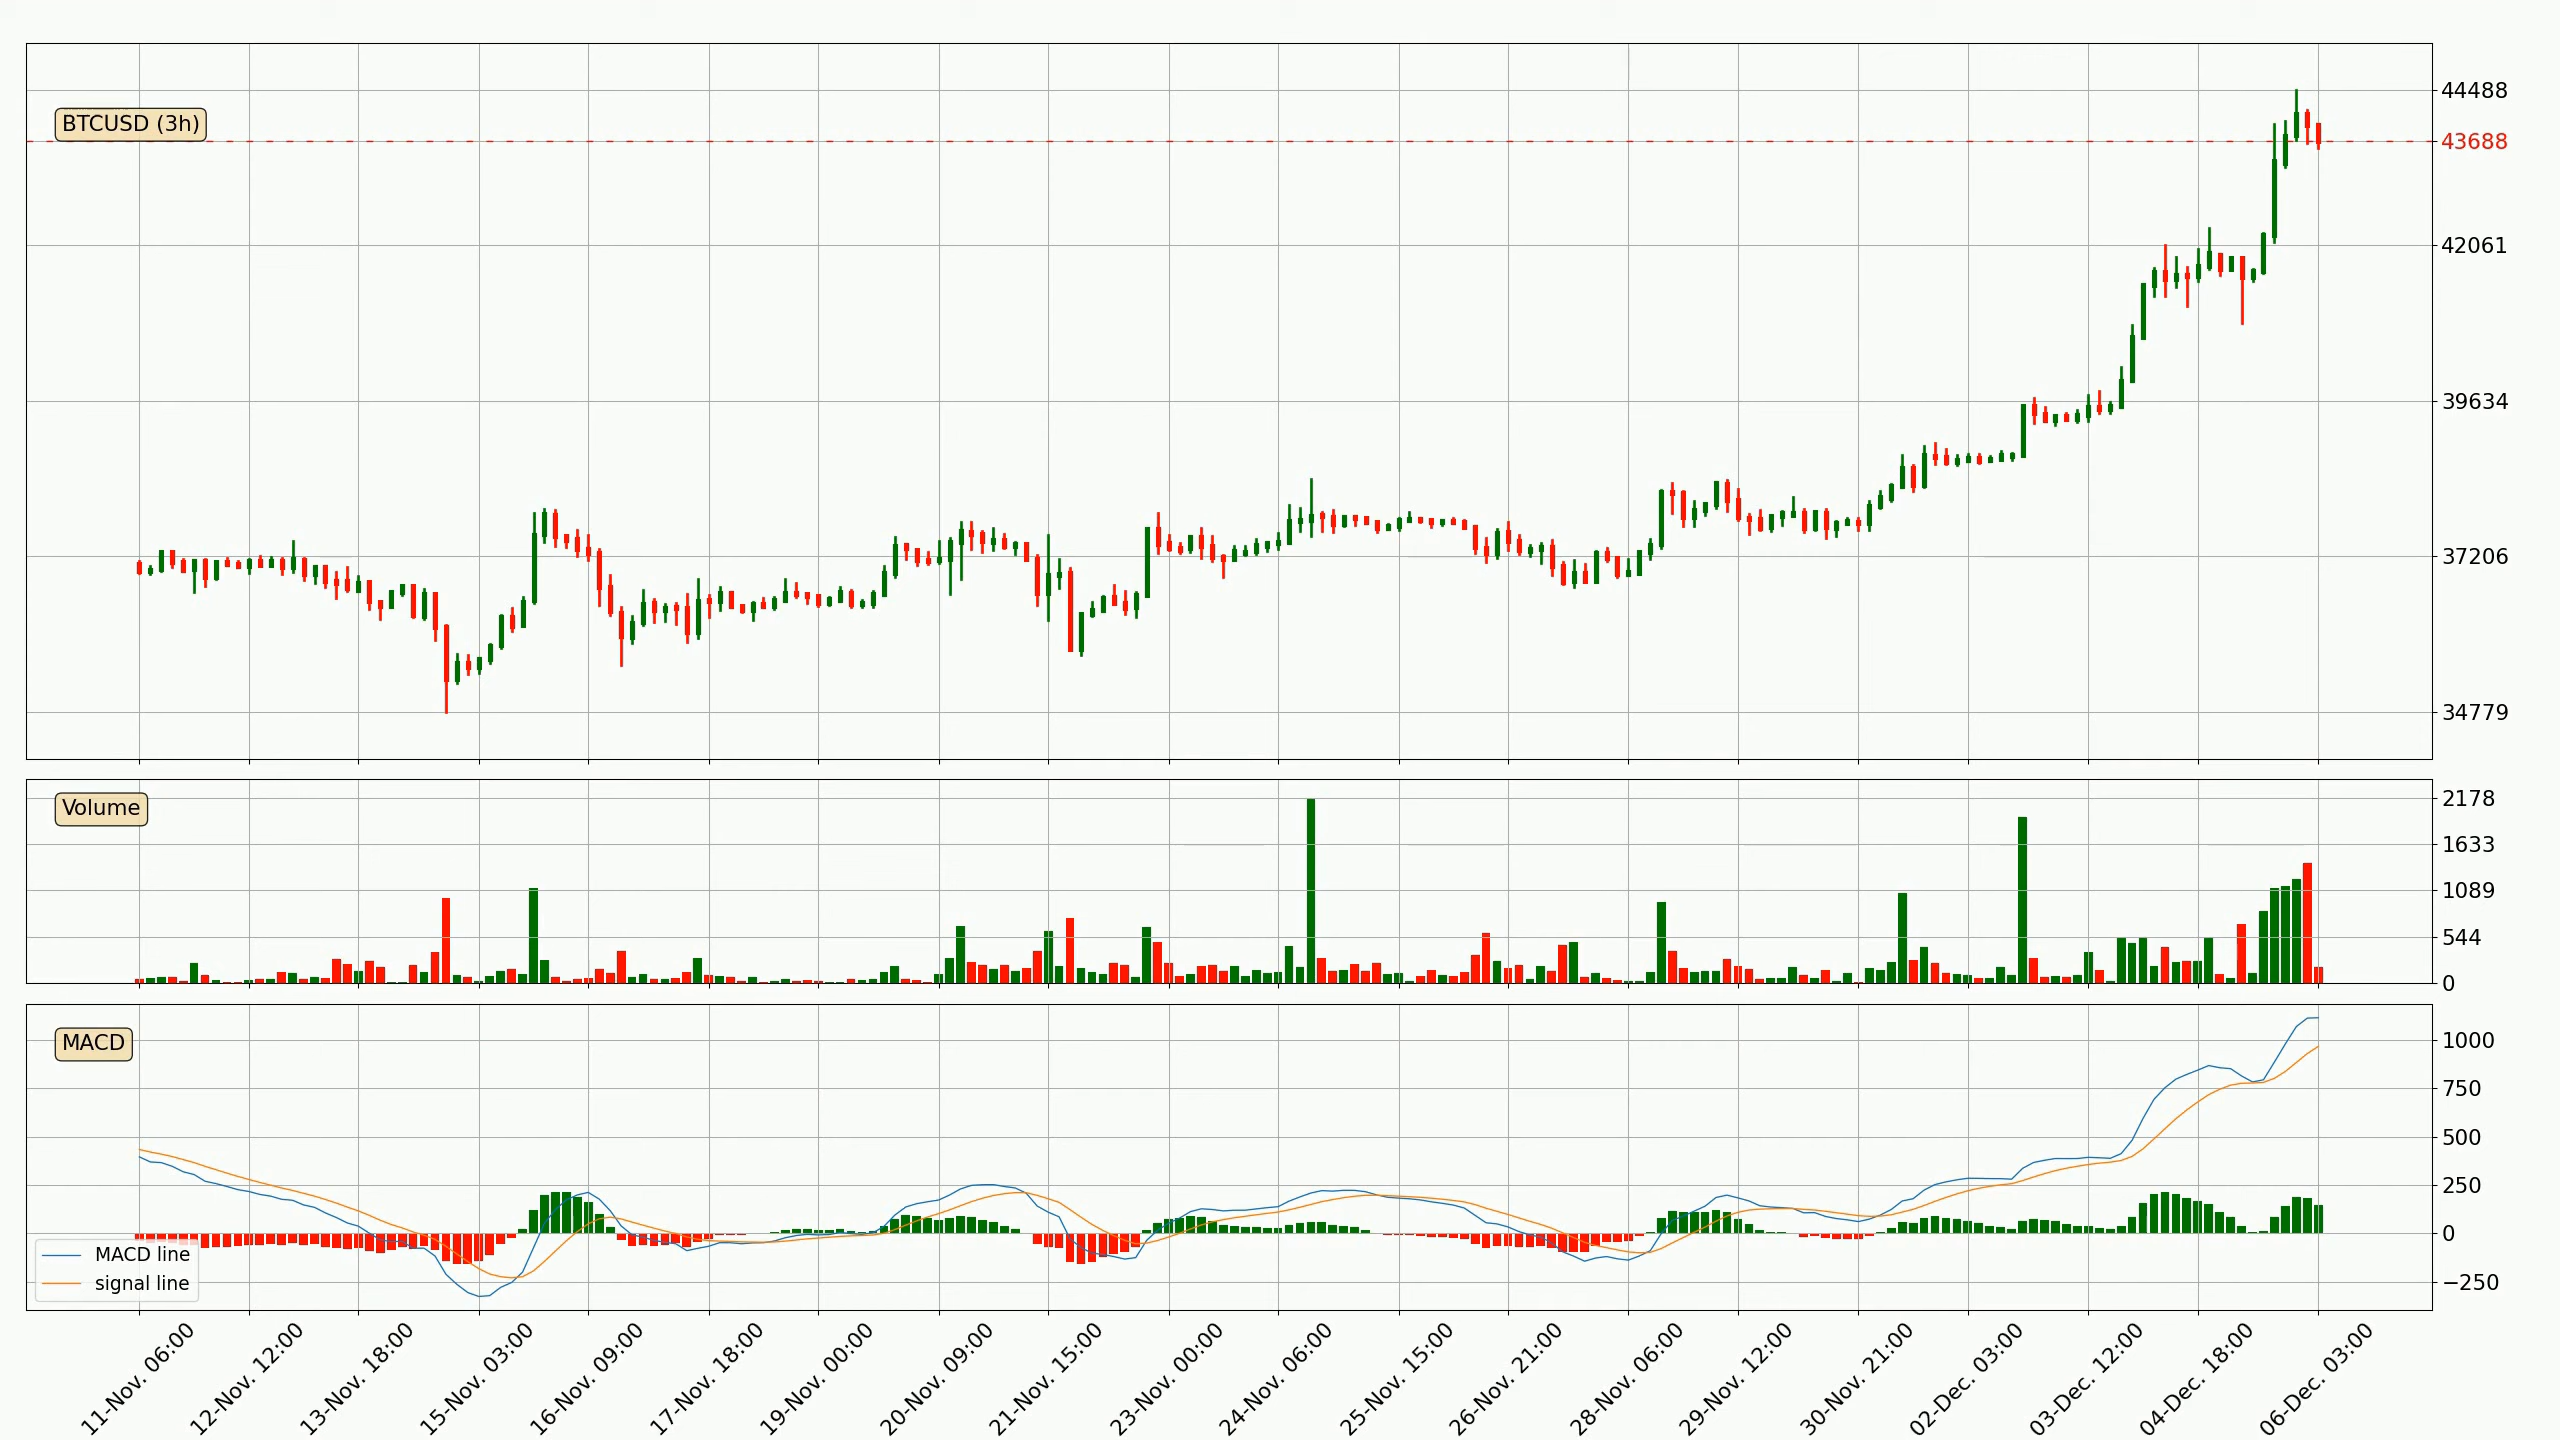 BTCUSD (3h)
44488
43688
42061
39634
37206
34779
Volume
2178
1633
1089
544
0
MACD
1000
750
500
250
0
−250
MACD line
signal line
11-Nov. 06:00
12-Nov. 12:00
13-Nov. 18:00
15-Nov. 03:00
16-Nov. 09:00
17-Nov. 18:00
19-Nov. 00:00
20-Nov. 09:00
21-Nov. 15:00
23-Nov. 00:00
24-Nov. 06:00
25-Nov. 15:00
26-Nov. 21:00
28-Nov. 06:00
29-Nov. 12:00
30-Nov. 21:00
02-Dec. 03:00
03-Dec. 12:00
04-Dec. 18:00
06-Dec. 03:00